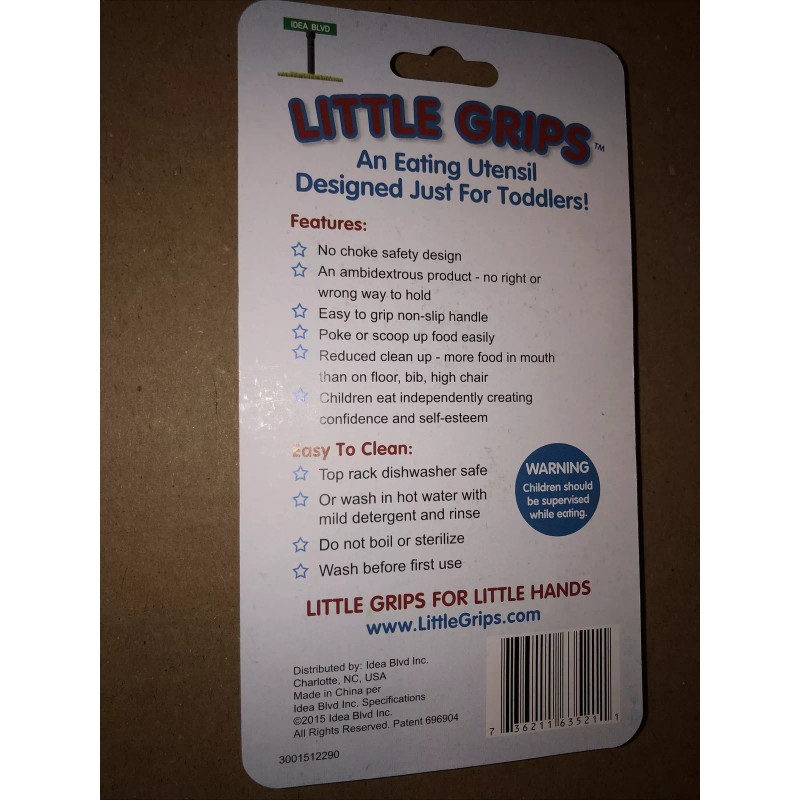 IDEA BLVD
LITTLE GRIPS™
An Eating Utensil
Designed Just For Toddlers!
Features:
No choke safety design
An ambidextrous product - no right or
wrong way to hold
Easy to grip non-slip handle
Poke or scoop up food easily
Reduced clean up - more food in mouth
than on floor, bib, high chair
Children eat independently creating
confidence and self-esteem
Easy To Clean:
Top rack dishwasher safe
Or wash in hot water with
mild detergent and rinse
Do not boil or sterilize
Wash before first use
WARNING
Children should
be supervised
while eating.
LITTLE GRIPS FOR LITTLE HANDS
www.LittleGrips.com
Distributed by: Idea Blvd Inc.
Charlotte, NC, USA
Made in China per
Idea Blvd Inc. Specifications
©2015 Idea Blvd Inc.
All Rights Reserved. Patent 696904
3001512290
7 36211 63521 1